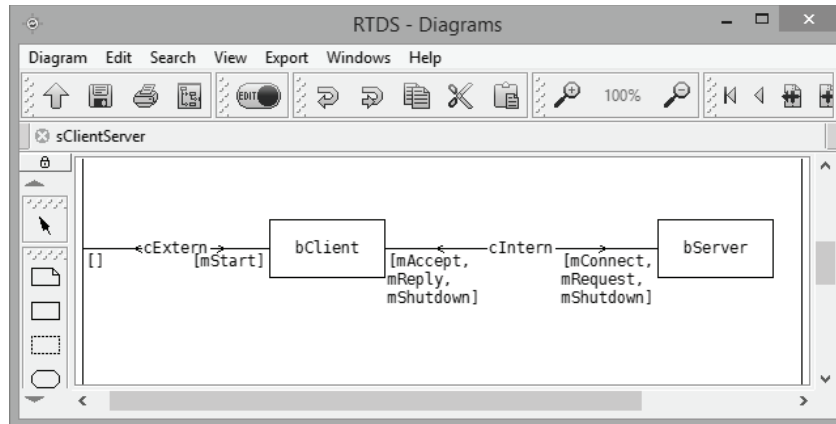 RTDS - Diagrams
Diagram Edit Search View Export Windows Help
EDIT
100%
sClientServer
cExtern
[]
[mStart]
bClient
cIntern
[mAccept,
mReply,
mShutdown]
[mConnect,
mRequest,
mShutdown]
bServer